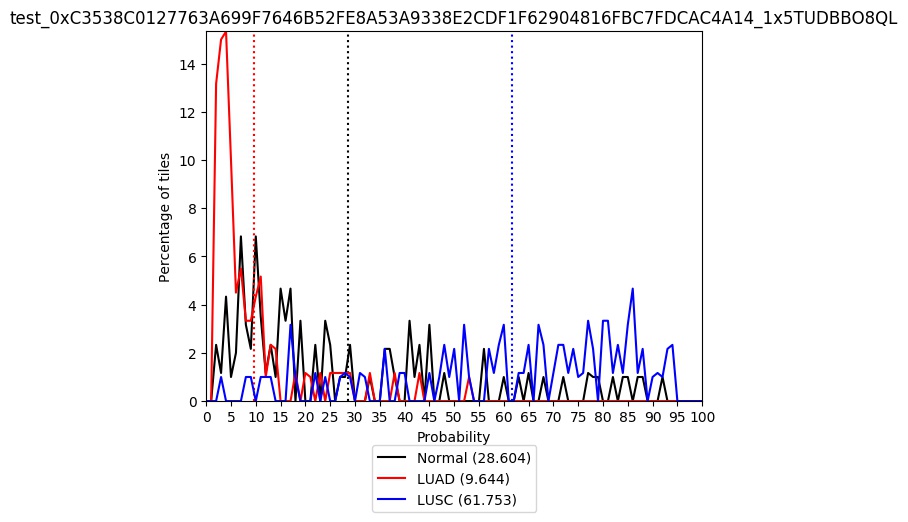 test_0xC3538C0127763A699F7646B52FE8A53A9338E2CDF1F62904816FBC7FDCAC4A14_1x5TUDBBO8QL
14
12
10
8
6
4
2
0
Percentage of tiles
0 5 10 15 20 25 30 35 40 45 50 55 60 65 70 75 80 85 90 95 100
Probability
Normal (28.604)
LUAD (9.644)
LUSC (61.753)